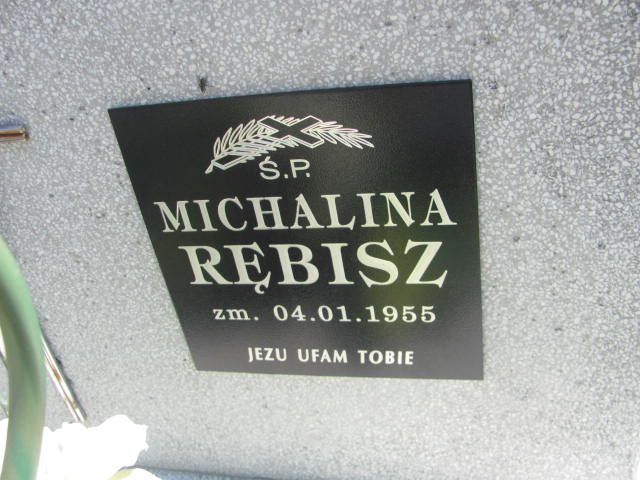 Ś.P.
MICHALINA
RĘBISZ
zm. 04.01.1955
JEZU UFAM TOBIE